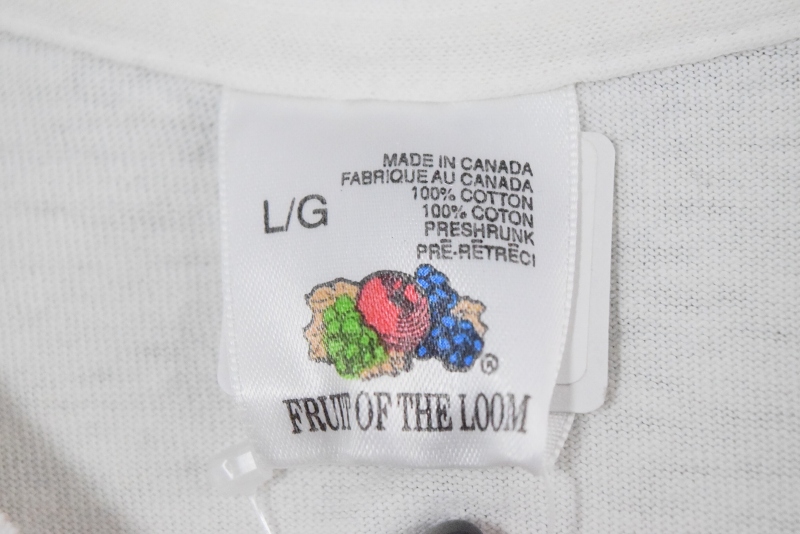 L/G
MADE IN CANADA
FABRIQUE AU CANADA
100% COTTON
100% COTON
PRESHRUNK
PRÉ-RÉTRÉCI
®
FRUIT OF THE LOOM